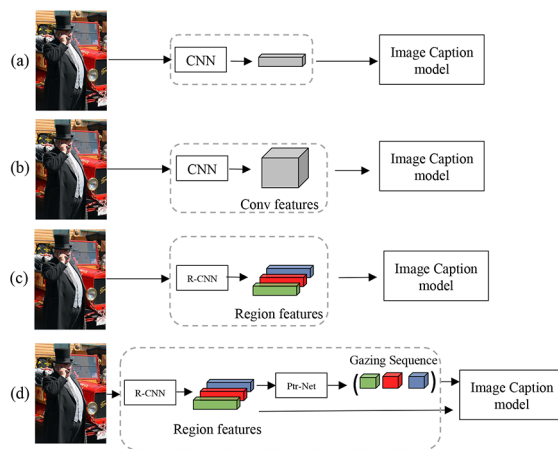 (a)
CNN
Image Caption
model
(b)
CNN
Conv features
Image Caption
model
(c)
R-CNN
Region features
Image Caption
model
(d)
R-CNN
Region features
Ptr-Net
Gazing Sequence
( )
Image Caption
model